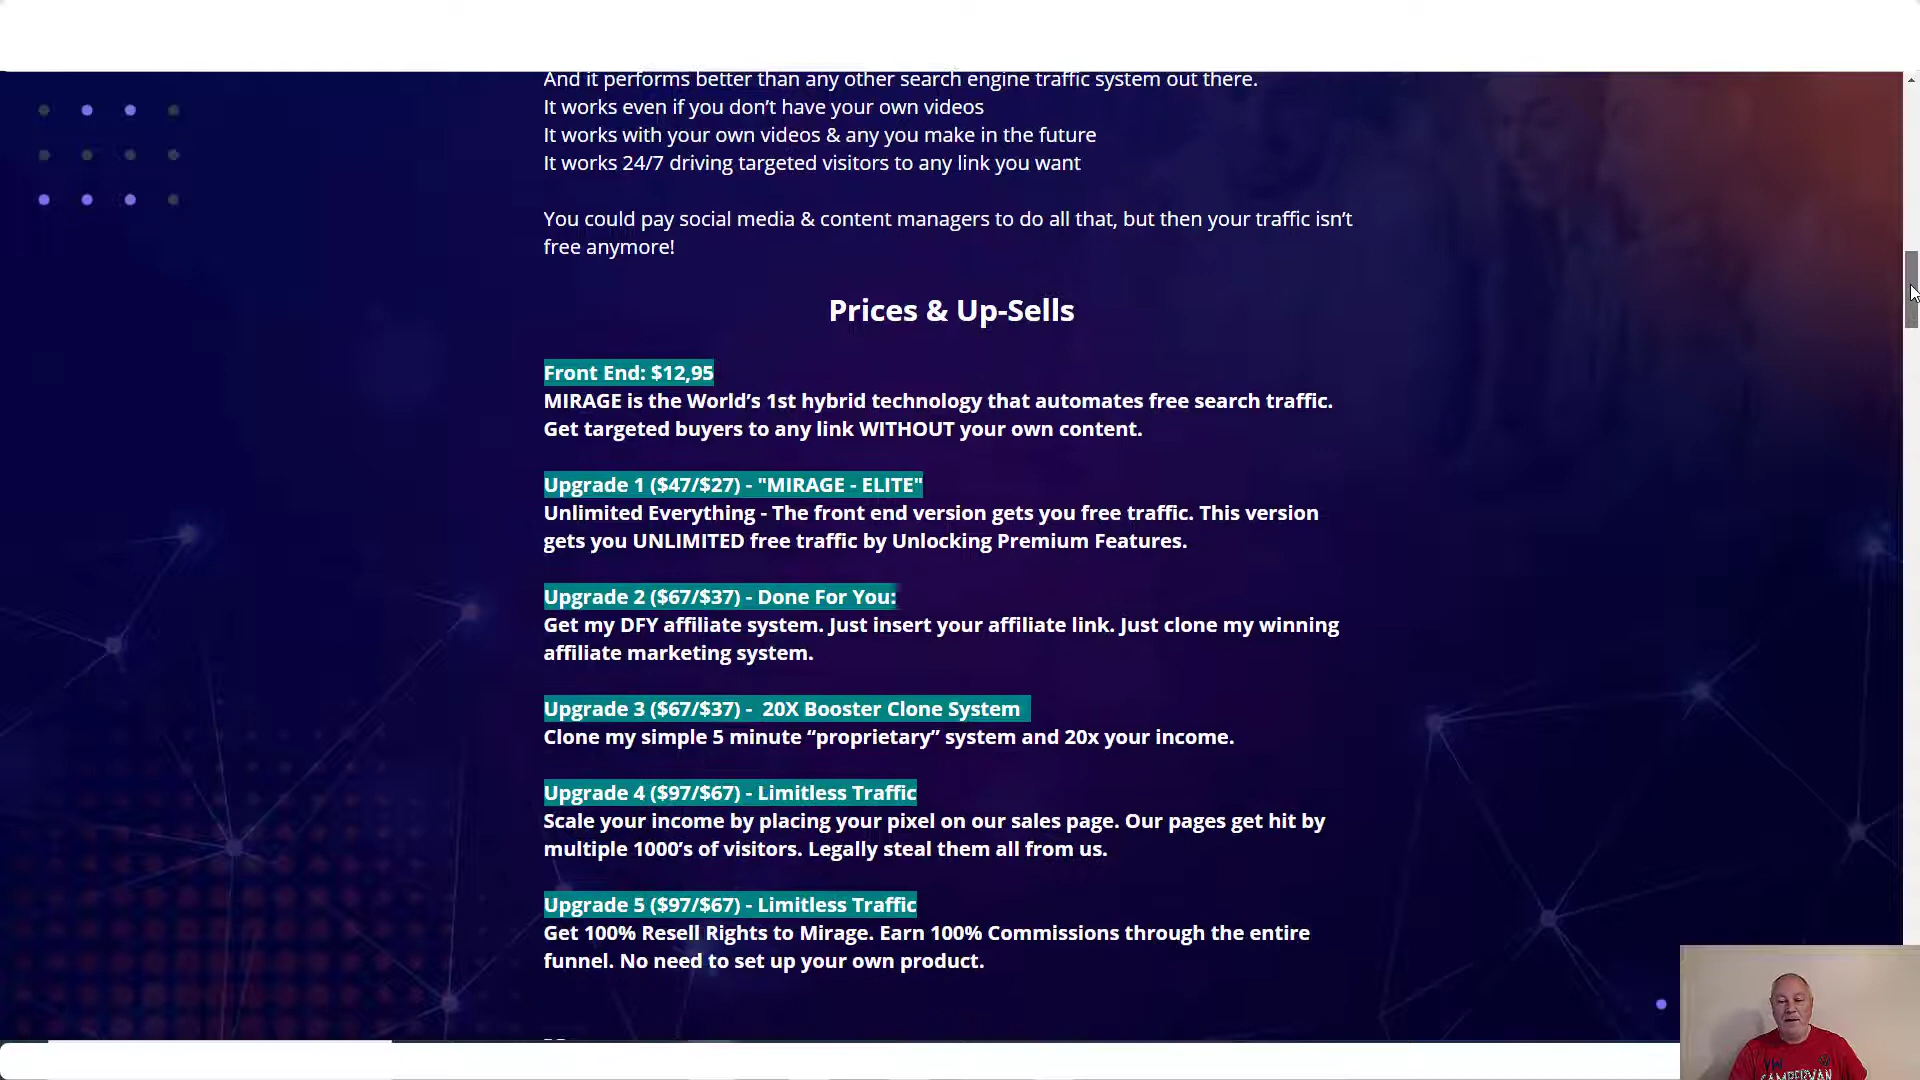 And it performs better than any other search engine traffic system out there.
It works even if you don’t have your own videos
It works with your own videos & any you make in the future
It works 24/7 driving targeted visitors to any link you want
You could pay social media & content managers to do all that, but then your traffic isn’t
free anymore!
Prices & Up-Sells
Front End: $12,95
MIRAGE is the World’s 1st hybrid technology that automates free search traffic.
Get targeted buyers to any link WITHOUT your own content.
Upgrade 1 ($47/$27) - "MIRAGE - ELITE"
Unlimited Everything - The front end version gets you free traffic. This version
gets you UNLIMITED free traffic by Unlocking Premium Features.
Upgrade 2 ($67/$37) - Done For You:
Get my DFY affiliate system. Just insert your affiliate link. Just clone my winning
affiliate marketing system.
Upgrade 3 ($67/$37) -  20X Booster Clone System
Clone my simple 5 minute “proprietary” system and 20x your income.
Upgrade 4 ($97/$67) - Limitless Traffic
Scale your income by placing your pixel on our sales page. Our pages get hit by
multiple 1000’s of visitors. Legally steal them all from us.
Upgrade 5 ($97/$67) - Limitless Traffic
Get 100% Resell Rights to Mirage. Earn 100% Commissions through the entire
funnel. No need to set up your own product.